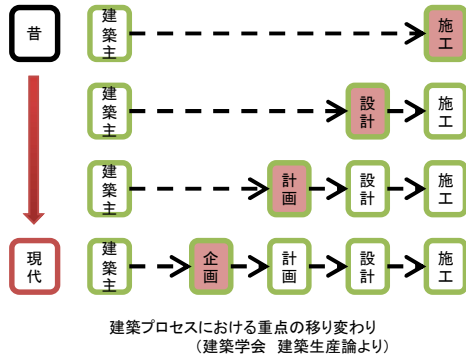 昔
建築主
施工
建築主
設計
施工
建築主
計画
設計
施工
現代
建築主
企画
計画
設計
施工
建築プロセスにおける重点の移り変わり
（建築学会　建築生産論より）